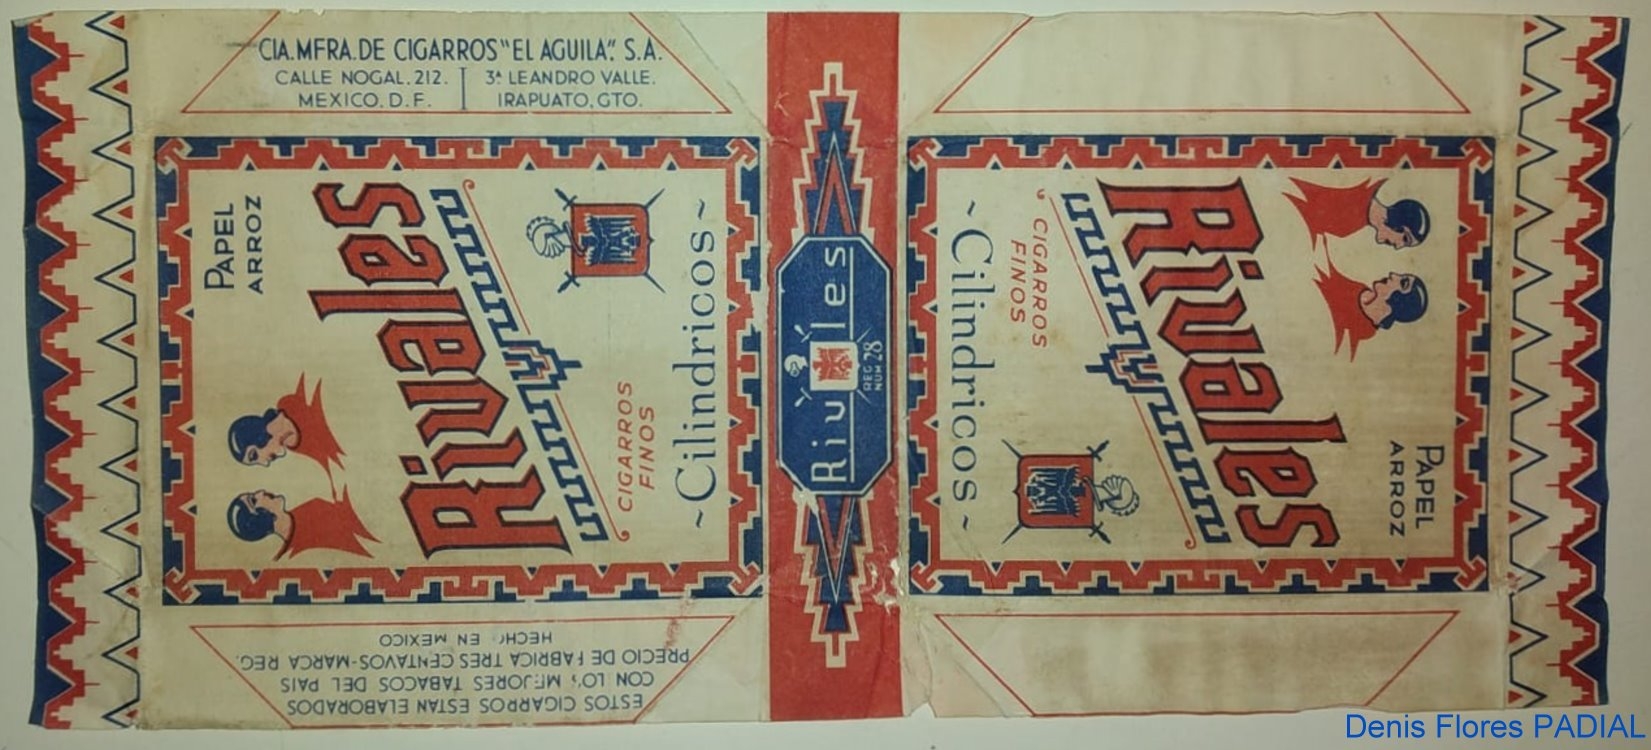 CIA. MFRA. DE CIGARROS "EL AGUILA", S.A.
CALLE NOGAL. 212.
MEXICO. D. F.
3ª LEANDRO VALLE.
IRAPUATO, GTO.
PAPEL
ARROZ
Rivales
CIGARROS
FINOS
~Cilindricos~
Rivales
REG.
NUM 28
~Cilindricos~
CIGARROS
FINOS
Rivales
PAPEL
ARROZ
ESTOS CIGARROS ESTAN ELABORADOS
CON LOS MEJORES TABACOS DEL PAIS
PRECIO DE FABRICA TRES CENTAVOS-MARCA REG.
HECHO EN MEXICO
Denis Flores PADIAL